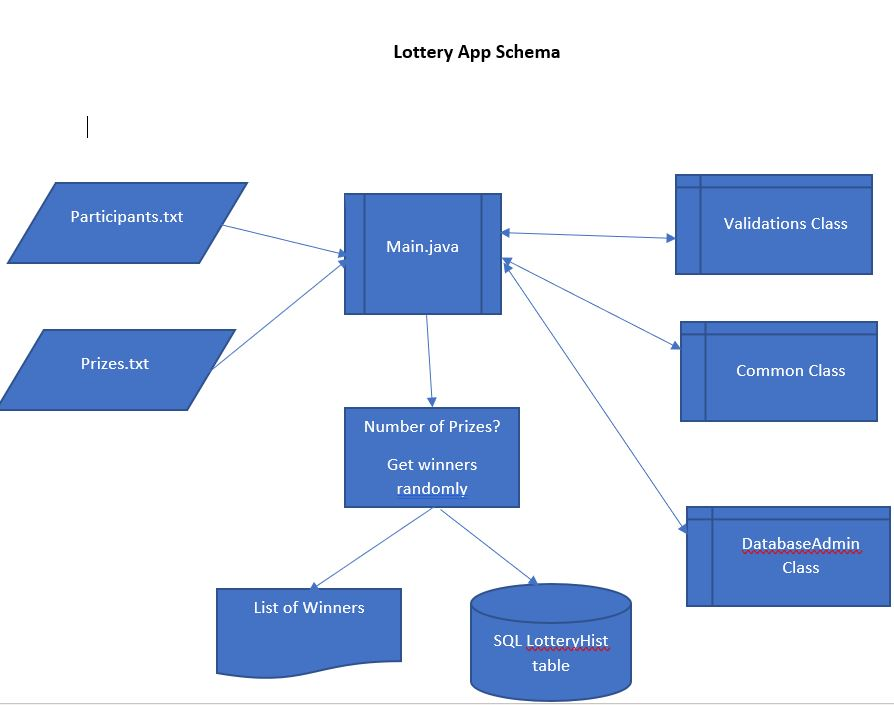 Lottery App Schema
Participants.txt
Main.java
Validations Class
Prizes.txt
Common Class
Number of Prizes?
Get winners
randomly
DatabaseAdmin
Class
List of Winners
SQL LotteryHist
table